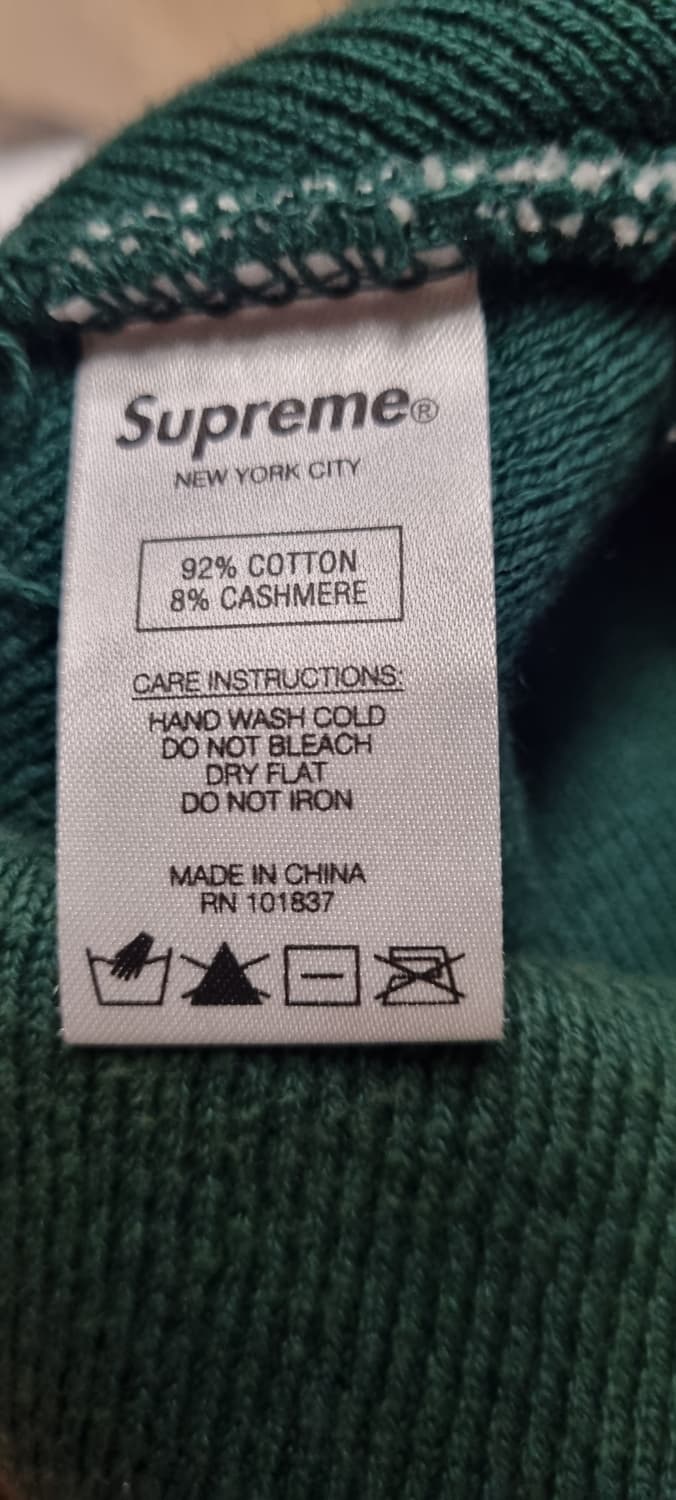 Supreme®
NEW YORK CITY
92% COTTON
8% CASHMERE
CARE INSTRUCTIONS:
HAND WASH COLD
DO NOT BLEACH
DRY FLAT
DO NOT IRON
MADE IN CHINA
RN 101837